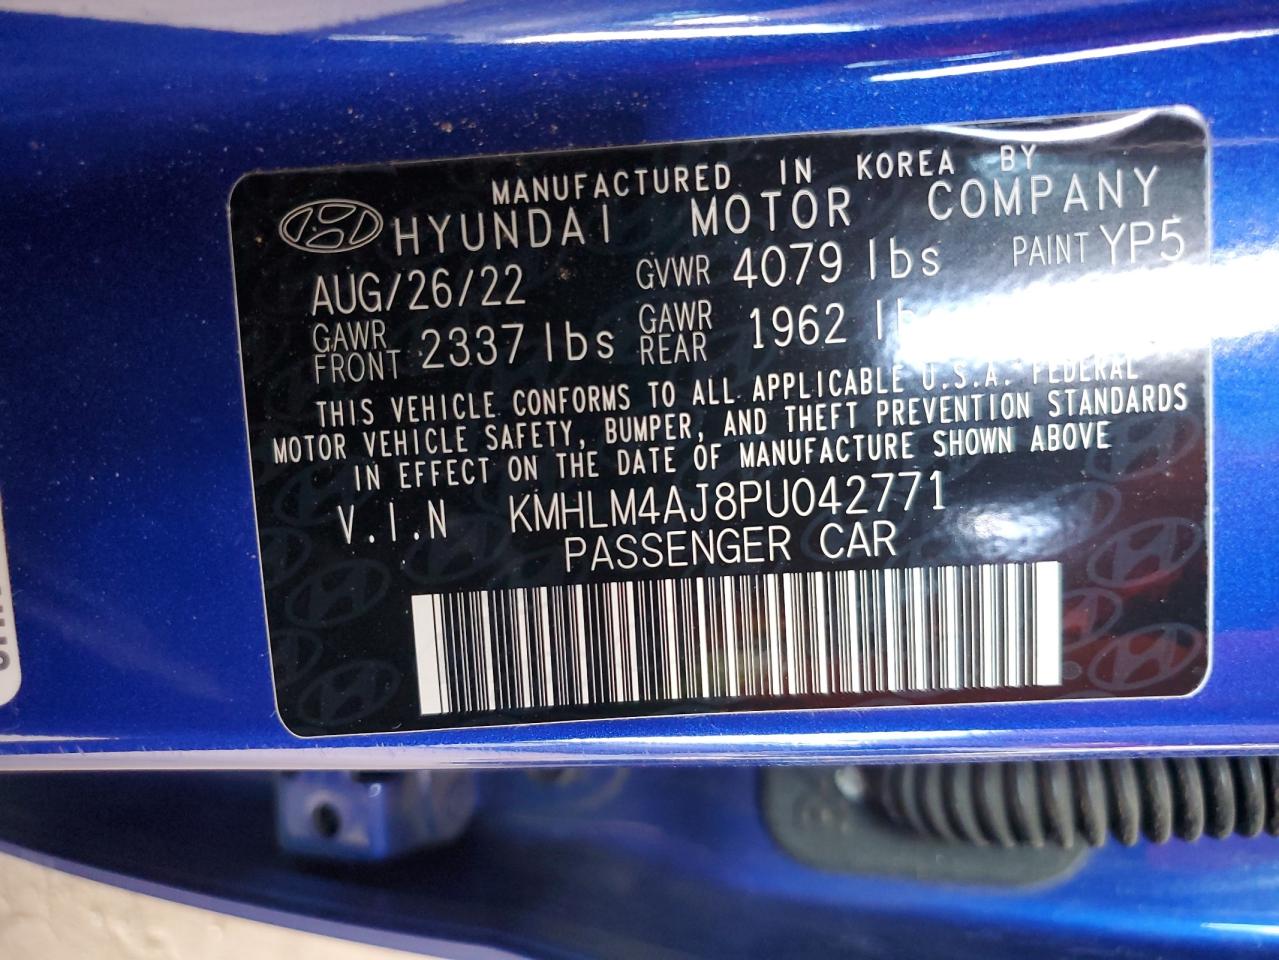 MANUFACTURED IN KOREA BY
HYUNDAI MOTOR COMPANY
AUG/26/22 GVWR 4079 lbs PAINT YP5
GAWR FRONT 2337 lbs GAWR REAR 1962
THIS VEHICLE CONFORMS TO ALL APPLICABLE U.S.A. FEDERAL
MOTOR VEHICLE SAFETY, BUMPER, AND THEFT PREVENTION STANDARDS
IN EFFECT ON THE DATE OF MANUFACTURE SHOWN ABOVE
V.I.N KMHLM4AJ8PU042771
PASSENGER CAR